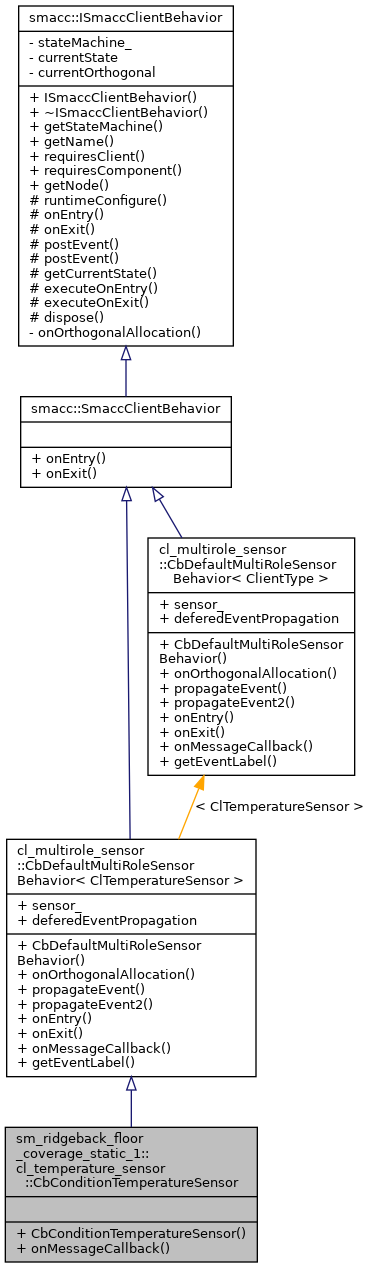 smacc::ISmaccClientBehavior
- stateMachine_
- currentState
- currentOrthogonal
+ ISmaccClientBehavior()
+ ~ISmaccClientBehavior()
+ getStateMachine()
+ getName()
+ requiresClient()
+ requiresComponent()
+ getNode()
# runtimeConfigure()
# onEntry()
# onExit()
# postEvent()
# postEvent()
# getCurrentState()
# executeOnEntry()
# executeOnExit()
# dispose()
- onOrthogonalAllocation()
smacc::SmaccClientBehavior
+ onEntry()
+ onExit()
cl_multirole_sensor
::CbDefaultMultiRoleSensor
Behavior< ClientType >
+ sensor_
+ deferedEventPropagation
+ CbDefaultMultiRoleSensor
Behavior()
+ onOrthogonalAllocation()
+ propagateEvent()
+ propagateEvent2()
+ onEntry()
+ onExit()
+ onMessageCallback()
+ getEventLabel()
< ClTemperatureSensor >
cl_multirole_sensor
::CbDefaultMultiRoleSensor
Behavior< ClTemperatureSensor >
+ sensor_
+ deferedEventPropagation
+ CbDefaultMultiRoleSensor
Behavior()
+ onOrthogonalAllocation()
+ propagateEvent()
+ propagateEvent2()
+ onEntry()
+ onExit()
+ onMessageCallback()
+ getEventLabel()
sm_ridgeback_floor
_coverage_static_1::
cl_temperature_sensor
::CbConditionTemperatureSensor
+ CbConditionTemperatureSensor()
+ onMessageCallback()